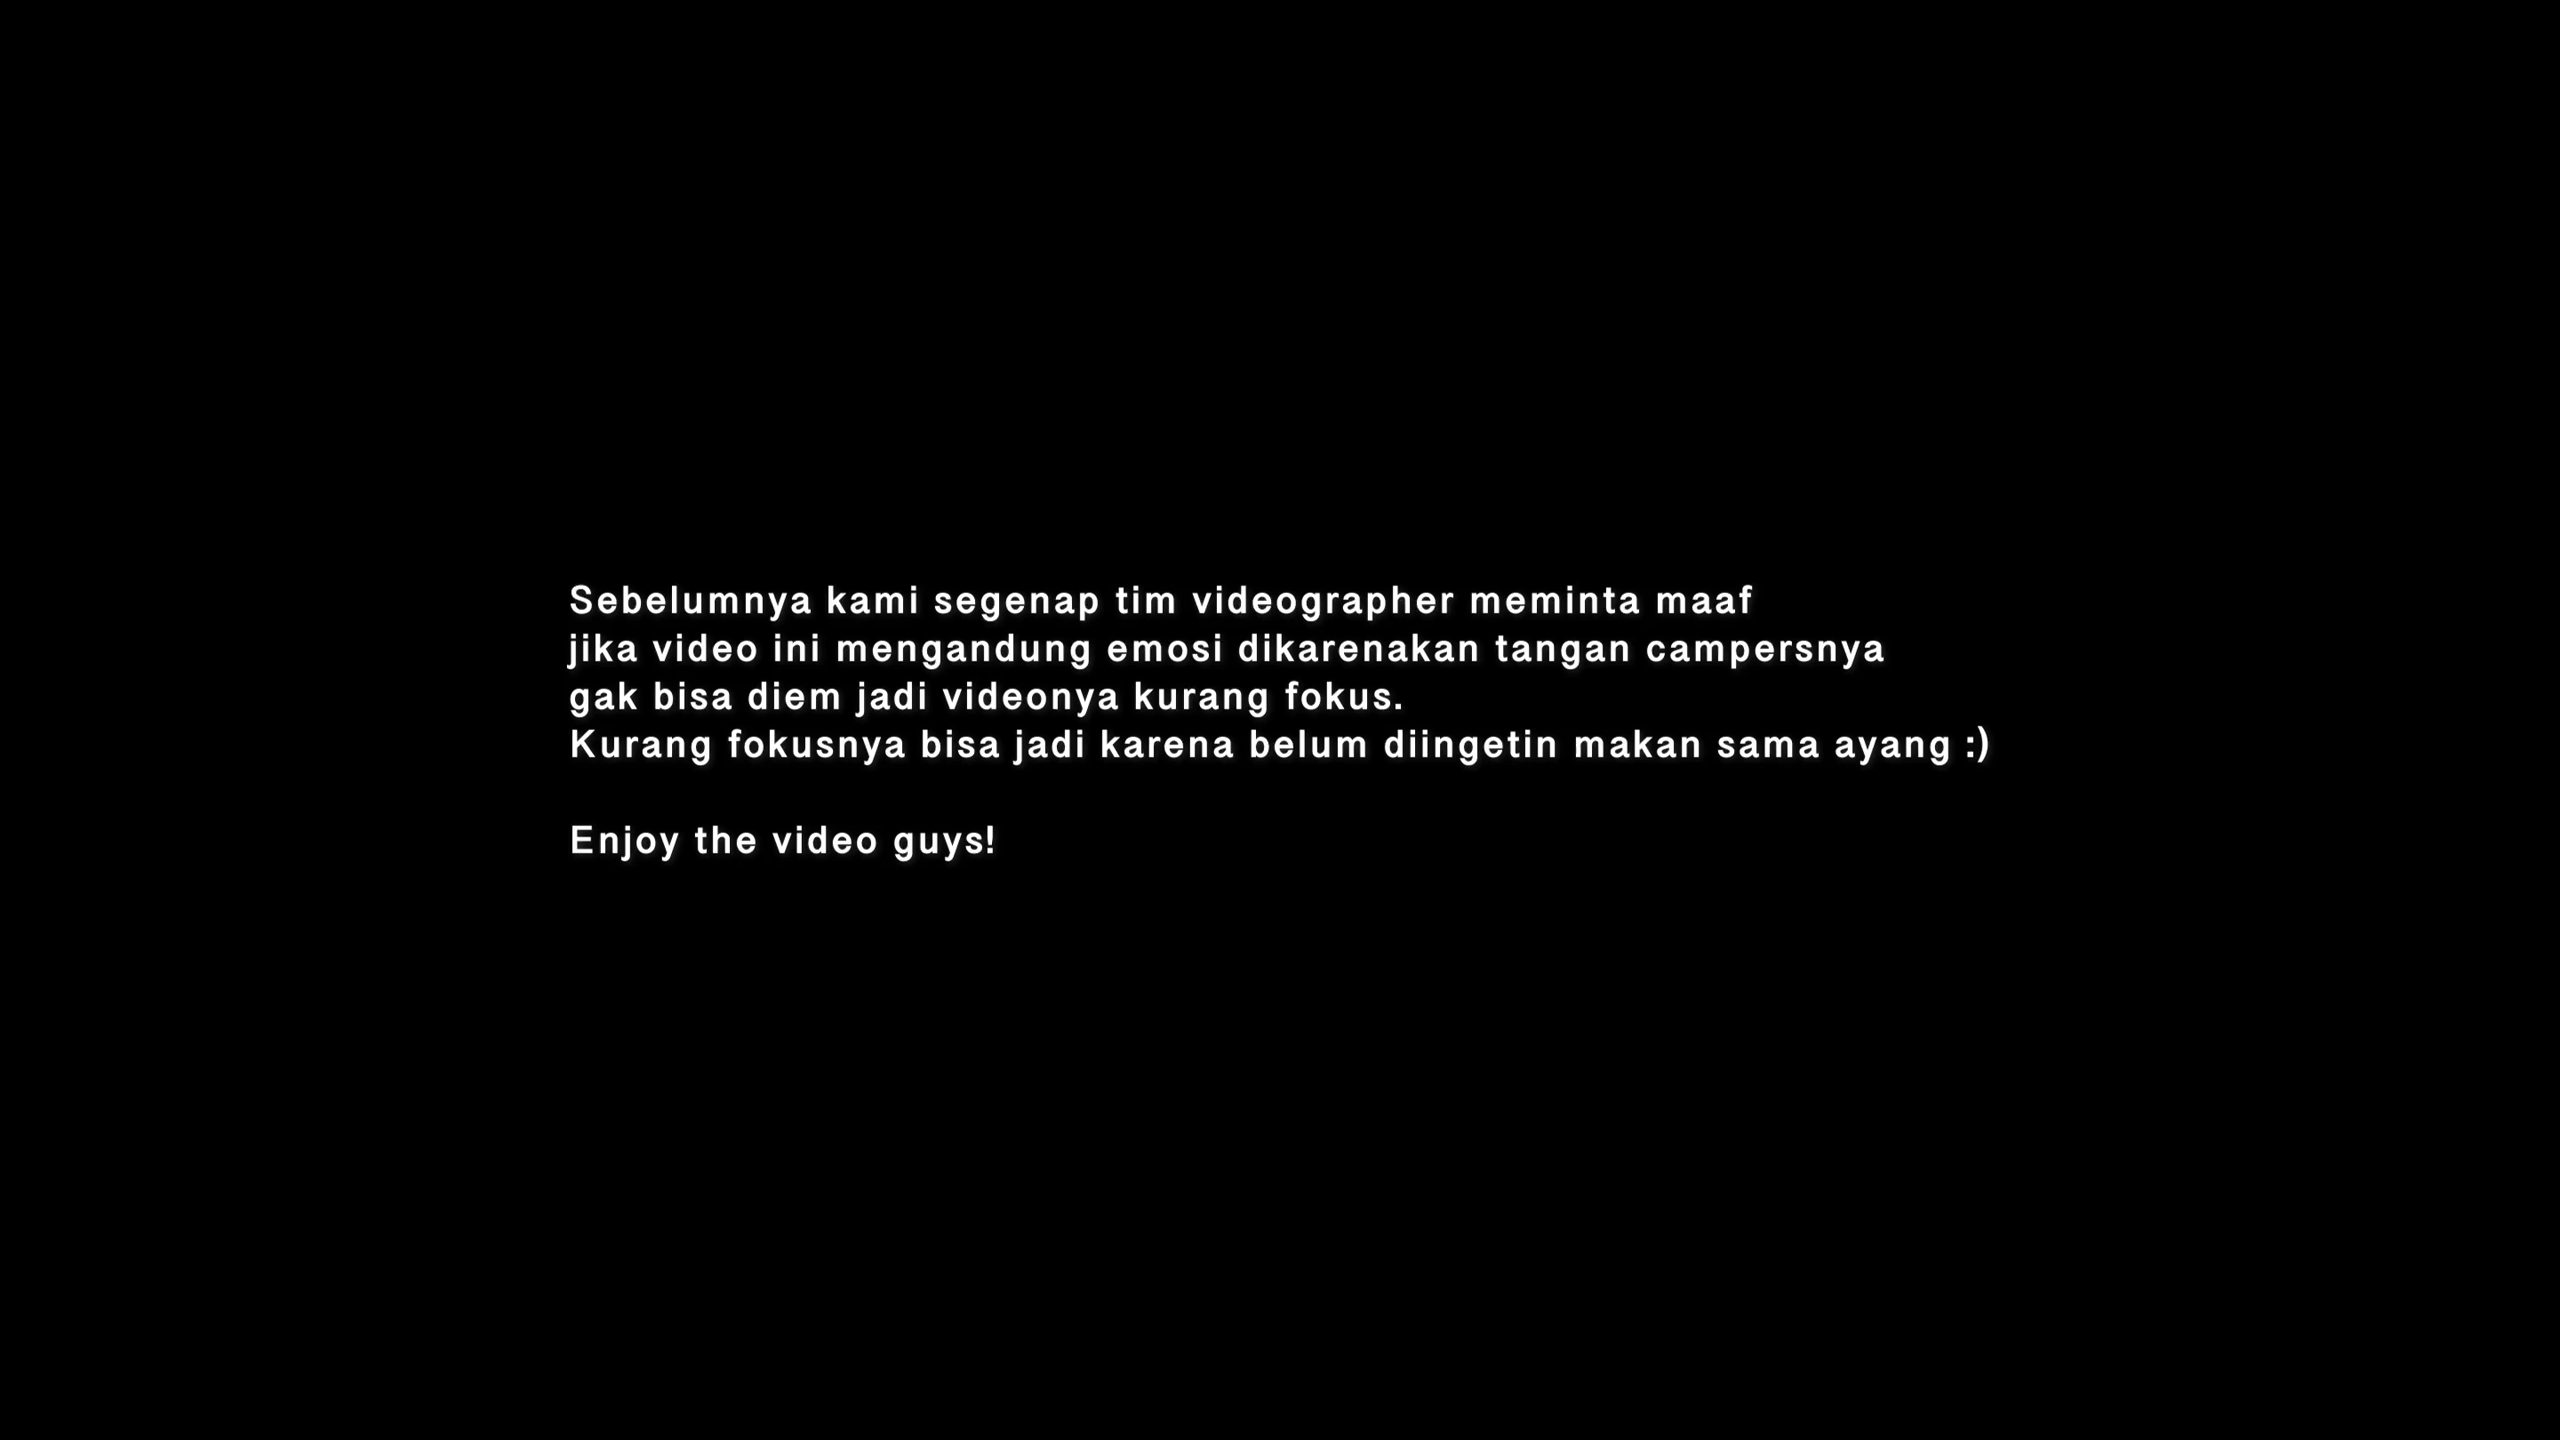 Sebelumnya kami segenap tim videographer meminta maaf
jika video ini mengandung emosi dikarenakan tangan campersnya
gak bisa diem jadi videonya kurang fokus.
Kurang fokusnya bisa jadi karena belum diingetin makan sama ayang :)
Enjoy the video guys!